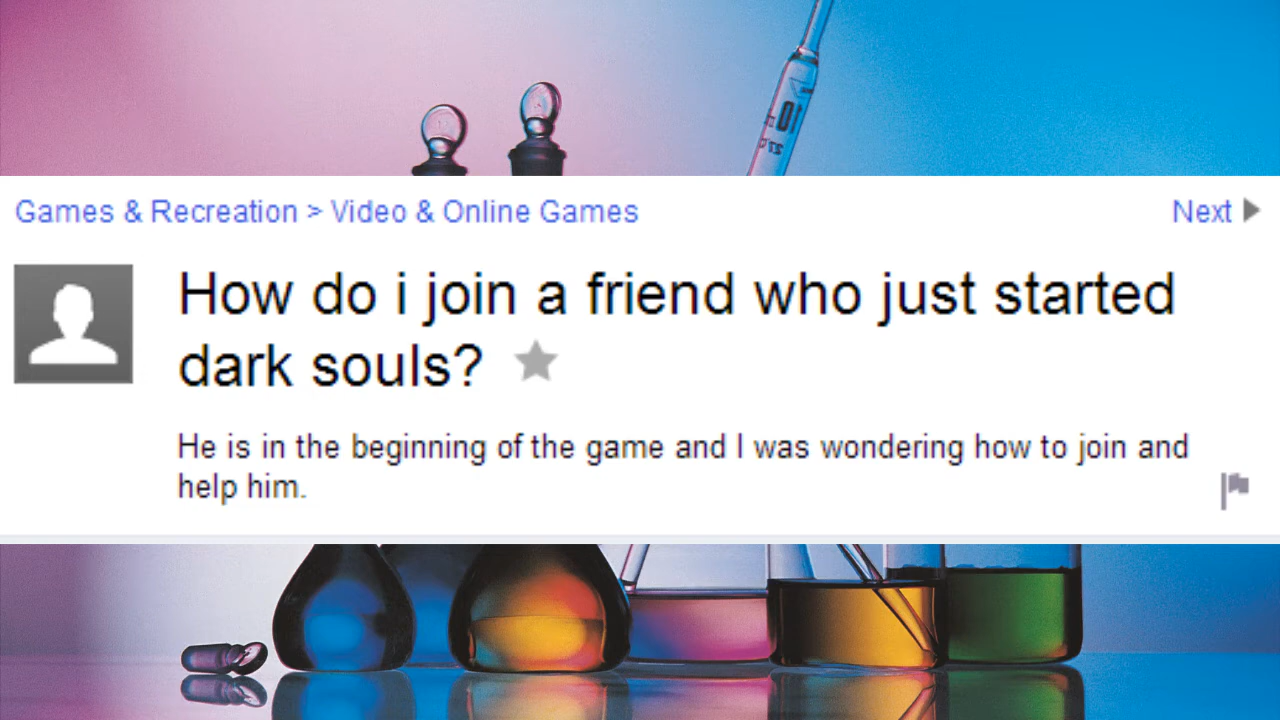 Games & Recreation > Video & Online Games
Next
How do i join a friend who just started
dark souls?
He is in the beginning of the game and I was wondering how to join and
help him.